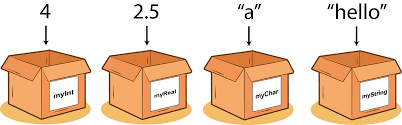 4 2.5 “a” “hello”
myInt myReal myChar myString